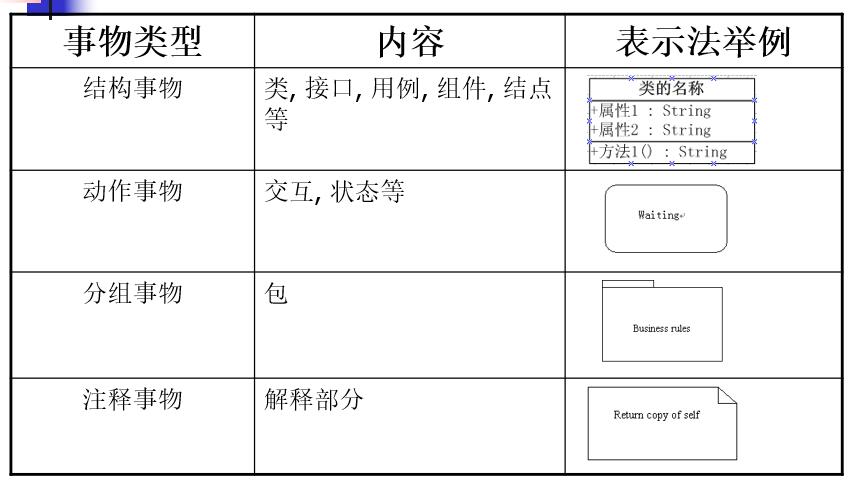 事物类型
内容
表示法举例
结构事物
类, 接口, 用例, 组件, 结点
等
类的名称
+属性1 : String
+属性2 : String
+方法1() : String
动作事物
交互, 状态等
Waiting
分组事物
包
Business rules
注释事物
解释部分
Return copy of self